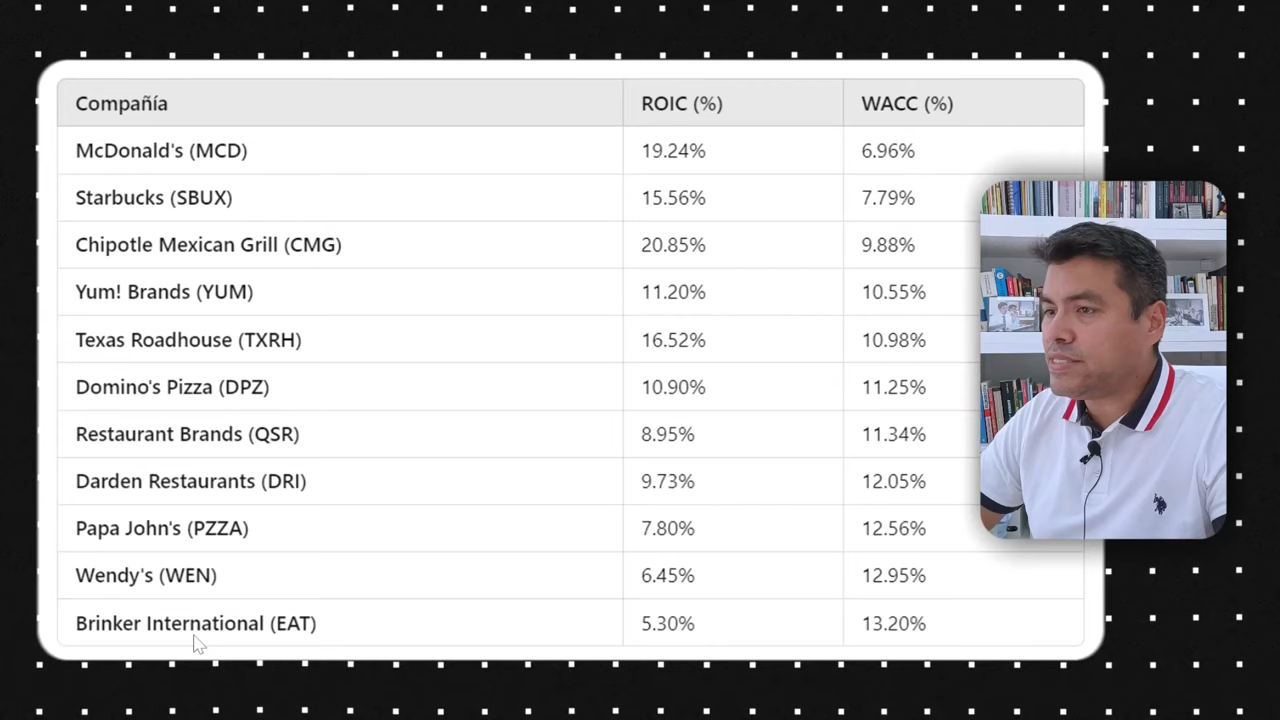 Compañía ROIC (%) WACC (%)
McDonald's (MCD) 19.24% 6.96%
Starbucks (SBUX) 15.56% 7.79%
Chipotle Mexican Grill (CMG) 20.85% 9.88%
Yum! Brands (YUM) 11.20% 10.55%
Texas Roadhouse (TXRH) 16.52% 10.98%
Domino's Pizza (DPZ) 10.90% 11.25%
Restaurant Brands (QSR) 8.95% 11.34%
Darden Restaurants (DRI) 9.73% 12.05%
Papa John's (PZZA) 7.80% 12.56%
Wendy's (WEN) 6.45% 12.95%
Brinker International (EAT) 5.30% 13.20%